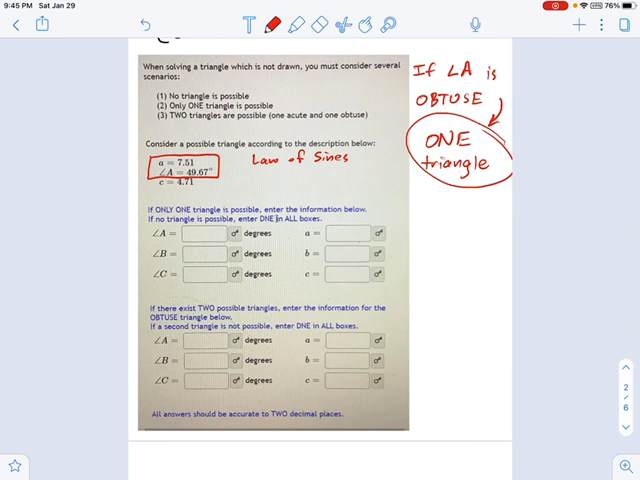 9:45 PM Sat Jan 29
VPN 76%
T
When solving a triangle which is not drawn, you must consider several
scenarios:
(1) No triangle is possible
(2) Only ONE triangle is possible
(3) TWO triangles are possible (one acute and one obtuse)
Consider a possible triangle according to the description below:
a = 7.51
∠A = 49.67°
c = 4.71
Law of Sines
If ∠A is
OBTUSE
ONE
triangle
If ONLY ONE triangle is possible, enter the information below.
If no triangle is possible, enter DNE in ALL boxes.
∠A = degrees a =
∠B = degrees b =
∠C = degrees c =
If there exist TWO possible triangles, enter the information for the
OBTUSE triangle below.
If a second triangle is not possible, enter DNE in ALL boxes.
∠A = degrees a =
∠B = degrees b =
∠C = degrees c =
All answers should be accurate to TWO decimal places.
2
/
6